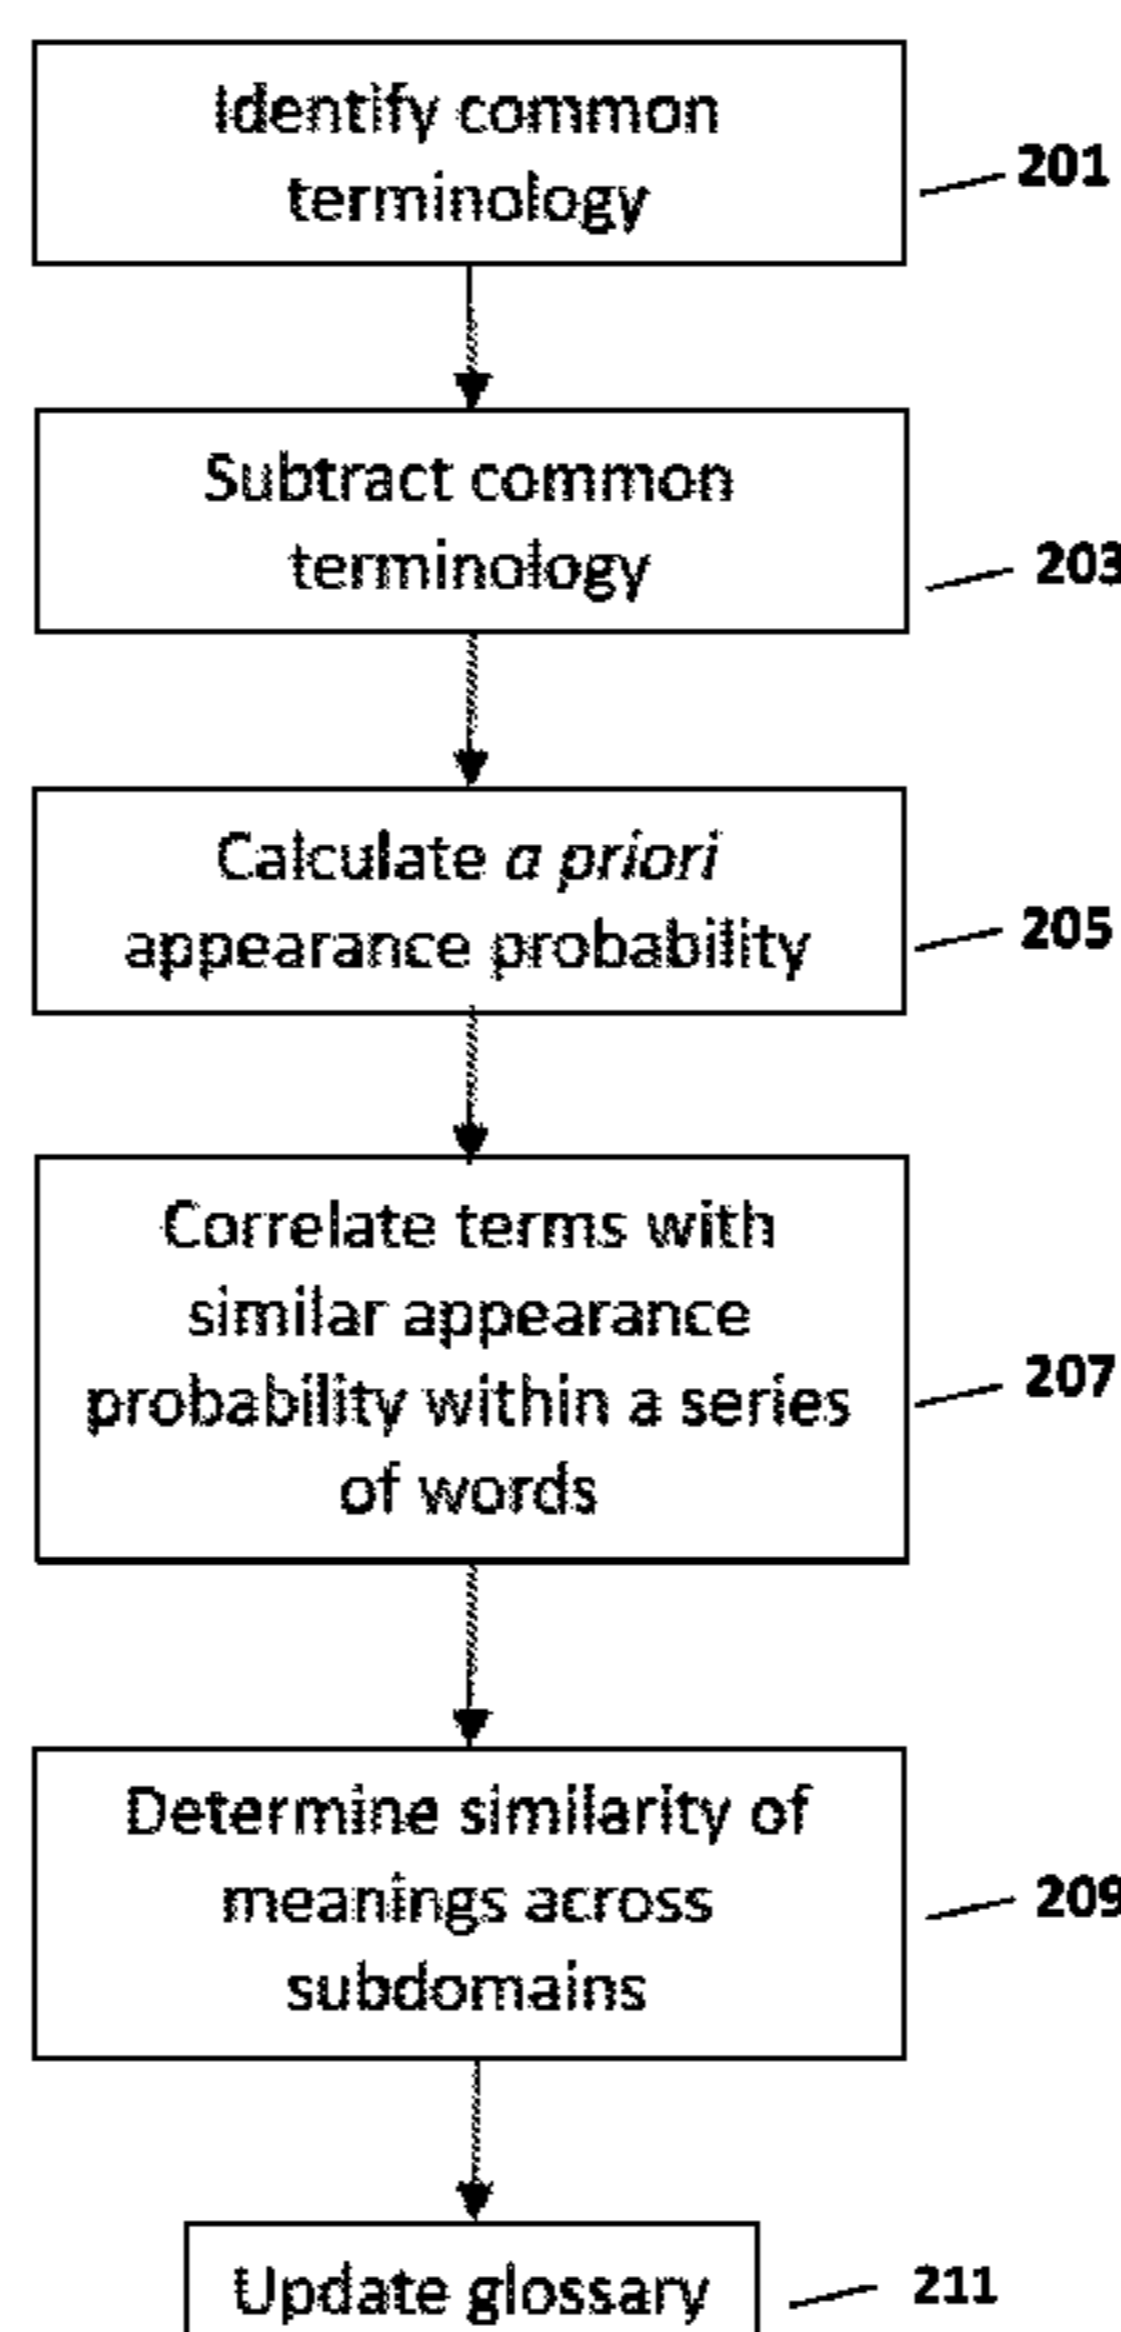 Identify common
terminology
201
Subtract common
terminology
203
Calculate a priori
appearance probability
205
Correlate terms with
similar appearance
probability within a series
of words
207
Determine similarity of
meanings across
subdomains
209
Update glossary
211